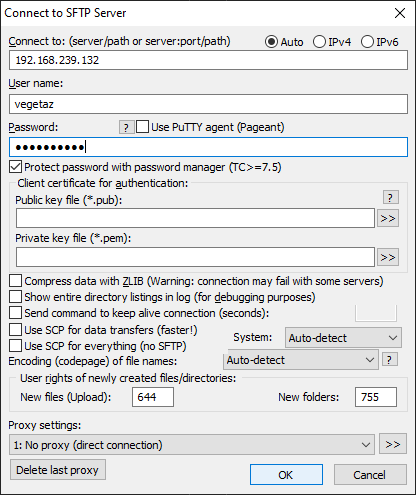 Connect to SFTP Server
Connect to: (server/path or server:port/path) Auto IPv4 IPv6
192.168.239.132
User name:
vegetaz
Password: ? Use PuTTY agent (Pageant)
●●●●●●●●●●
Protect password with password manager (TC>=7.5)
Client certificate for authentication:
Public key file (*.pub): ?
>>
Private key file (*.pem):
>>
Compress data with ZLIB (Warning: connection may fail with some servers)
Show entire directory listings in log (for debugging purposes)
Send command to keep alive connection (seconds):
Use SCP for data transfers (faster!) System: Auto-detect
Use SCP for everything (no SFTP)
Encoding (codepage) of file names: Auto-detect ?
User rights of newly created files/directories:
New files (Upload): 644 New folders: 755
Proxy settings:
1: No proxy (direct connection) >>
Delete last proxy OK Cancel